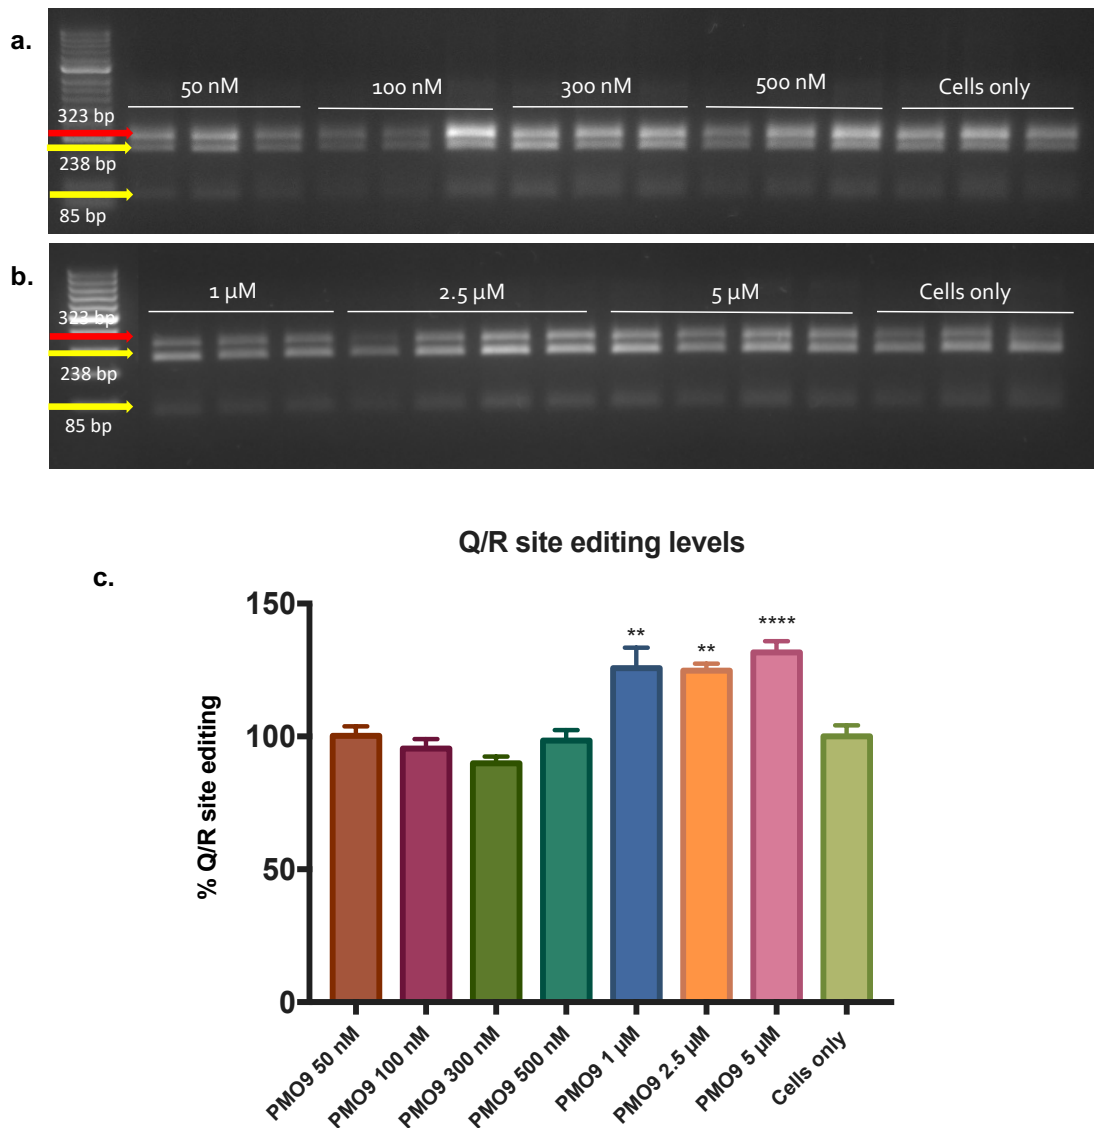 a.
50 nM 100 nM 300 nM 500 nM Cells only
323 bp
238 bp
85 bp
b.
1 µM 2.5 µM 5 µM Cells only
323 bp
238 bp
85 bp
Q/R site editing levels
c.
% Q/R site editing
150
100
50
0
** ** ****
PMO9 50 nM
PMO9 100 nM
PMO9 300 nM
PMO9 500 nM
PMO9 1 µM
PMO9 2.5 µM
PMO9 5 µM
Cells only